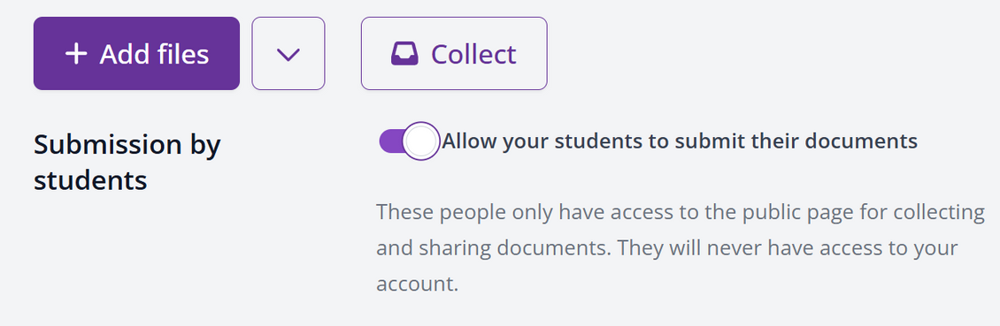 Add files
Collect
Submission by
students
Allow your students to submit their documents
These people only have access to the public page for collecting
and sharing documents. They will never have access to your
account.